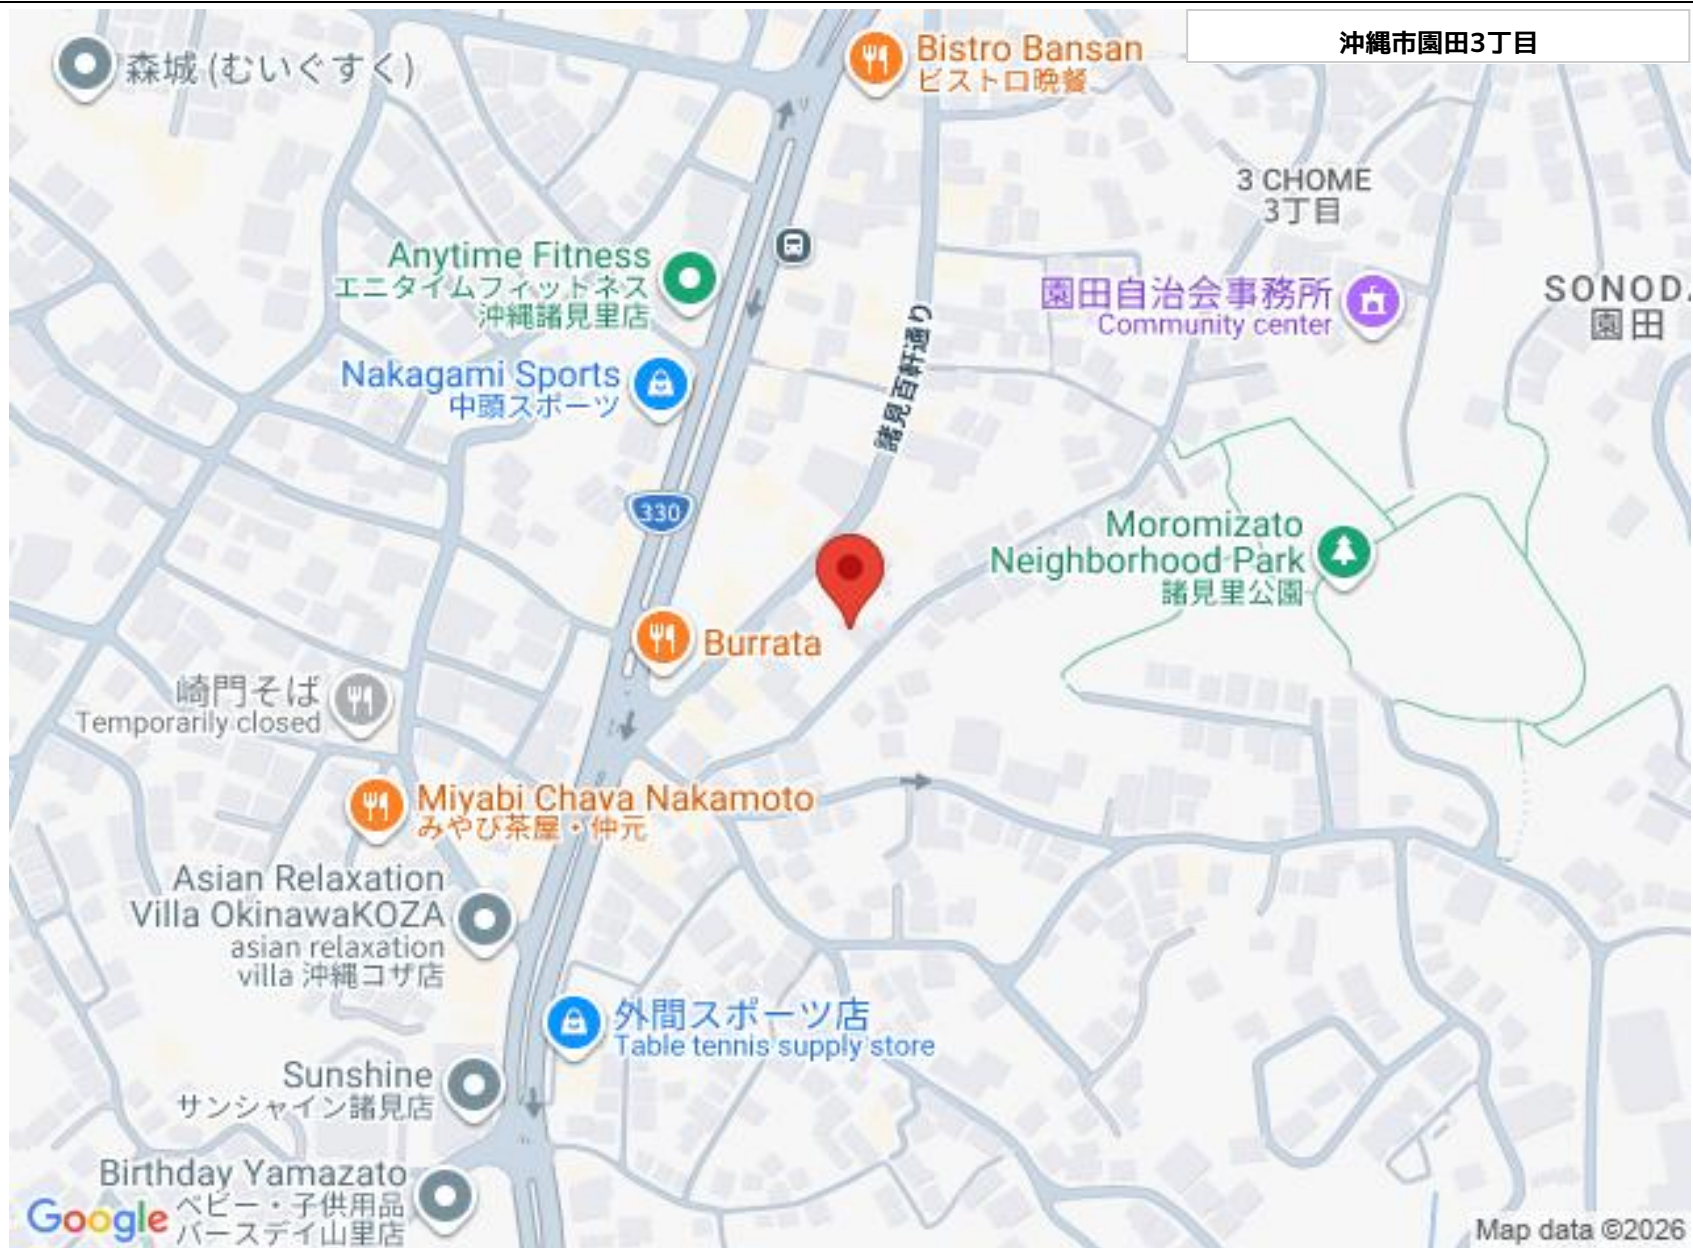 沖縄市園田3丁目
Bistro Bansan
ビストロ晩餐
森城 (むいぐすく)
3 CHOME
3丁目
Anytime Fitness
エニタイムフィットネス
沖縄諸見里店
園田自治会事務所
Community center
SONODA
園田
Nakagami Sports
中頭スポーツ
諸見百軒通り
330
Moromizato
Neighborhood Park
諸見里公園
Burrata
崎門そば
Temporarily closed
Miyabi Chaya Nakamoto
みやび茶屋・仲元
Asian Relaxation
Villa OkinawaKOZA
asian relaxation
villa 沖縄コザ店
外間スポーツ店
Table tennis supply store
Sunshine
サンシャイン諸見店
Birthday Yamazato
ベビー・子供用品
バースデイ山里店
Google
Map data ©2026